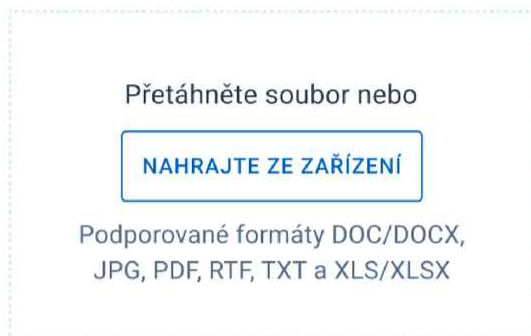 Přetáhněte soubor nebo
NAHRAJTE ZE ZAŘÍZENÍ
Podporované formáty DOC/DOCX,
JPG, PDF, RTF, TXT a XLS/XLSX